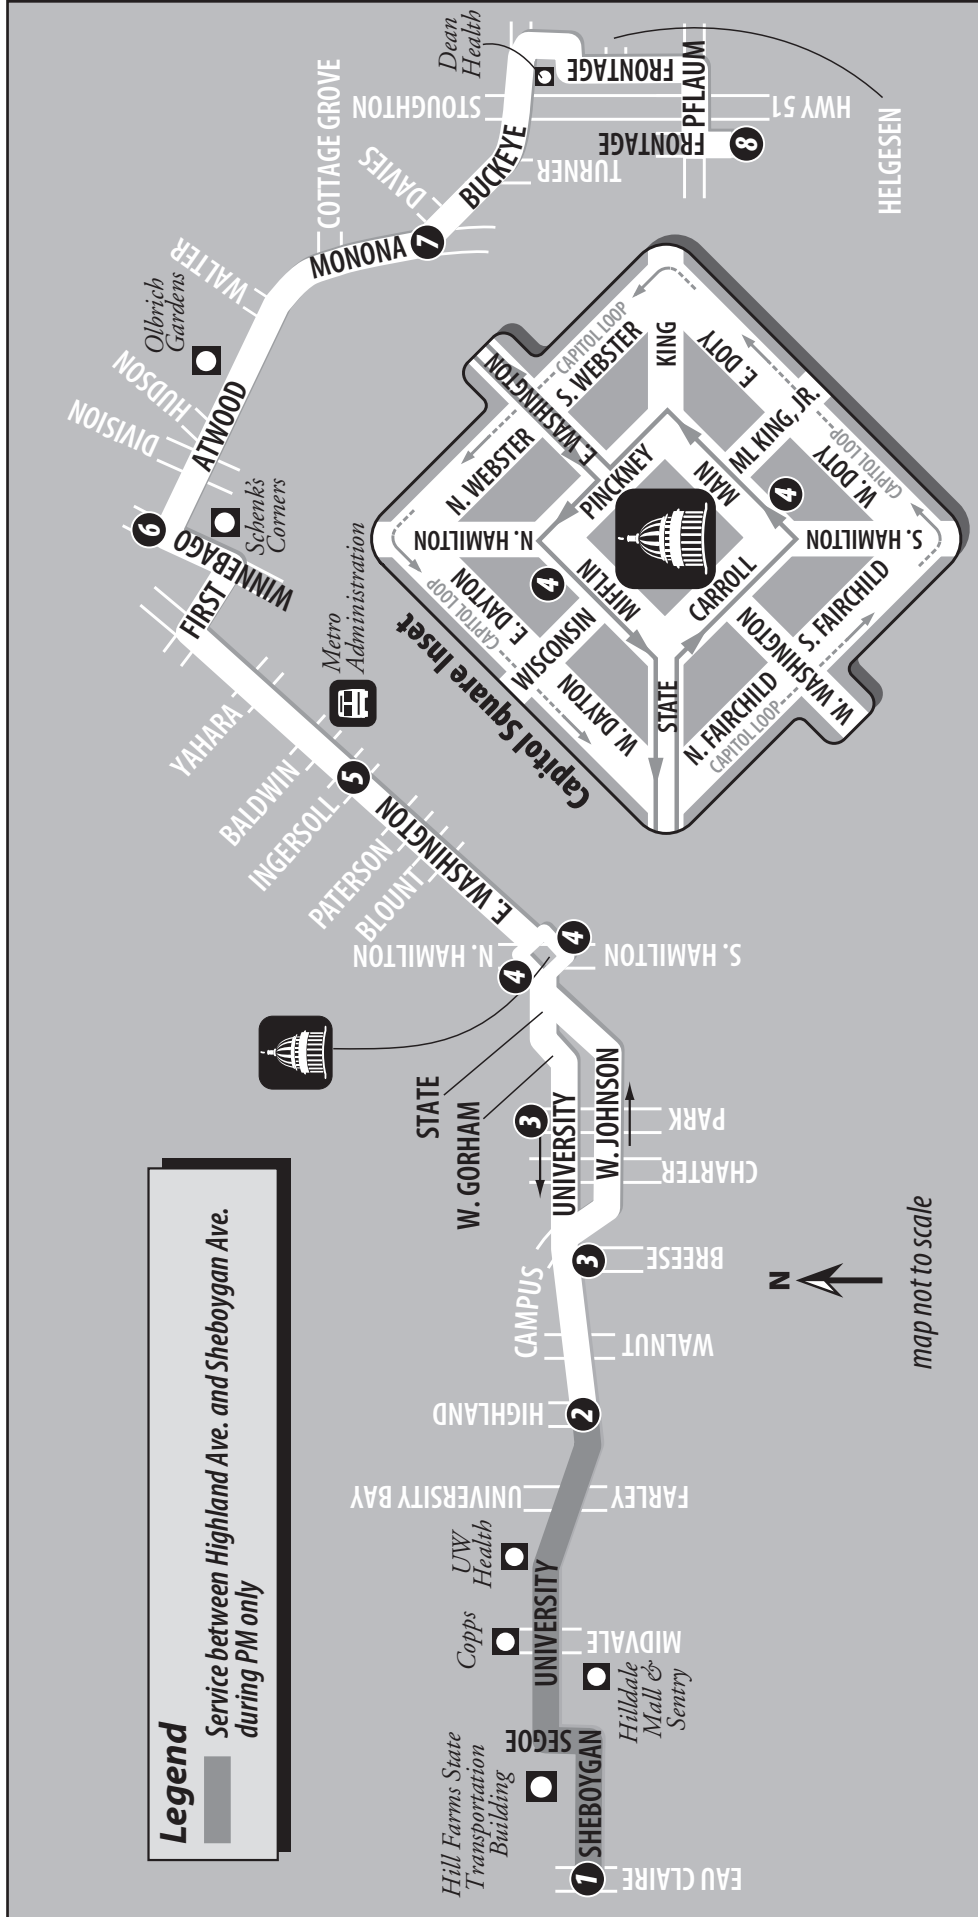 Legend
Service between Highland Ave. and Sheboygan Ave.
during PM only
EAU CLAIRE
1
SHEBOYGAN
Hill Farms State
Transportation
Building
SEGOE
Hilldale
Mall &
Sentry
MIDVALE
Copps
UNIVERSITY
UW
Health
UNIVERSITY BAY
FARLEY
HIGHLAND
2
WALNUT
CAMPUS
BREESE
3
UNIVERSITY
W. JOHNSON
CHARTER
PARK
3
W. GORHAM
STATE
N. HAMILTON
4
4
S. HAMILTON
E. WASHINGTON
BLOUNT
PATERSON
INGERSOLL
5
BALDWIN
YAHARA
Metro
Administration
FIRST
WINNEBAGO
6
Schenk's
Corners
DIVISION
HUDSON
ATWOOD
Olbrich
Gardens
WALTER
COTTAGE GROVE
MONONA
7
DAVIES
BUCKEYE
TURNER
STOUGHTON
Dean
Health
FRONTAGE
PFLAUM
HWY 51
FRONTAGE
8
HELGESEN
Capitol Square Inset
STATE
W. DAYTON
WISCONSIN
E. DAYTON
CAPITOL LOOP
N. HAMILTON
N. WEBSTER
E. WASHINGTON
S. WEBSTER
CAPITOL LOOP
KING
E. DOTY
ML KING, JR.
W. DOTY
CAPITOL LOOP
S. HAMILTON
S. FAIRCHILD
W. WASHINGTON
N. FAIRCHILD
CAPITOL LOOP
MIFFLIN
PINCKNEY
MAIN
CARROLL
4
4
N
map not to scale